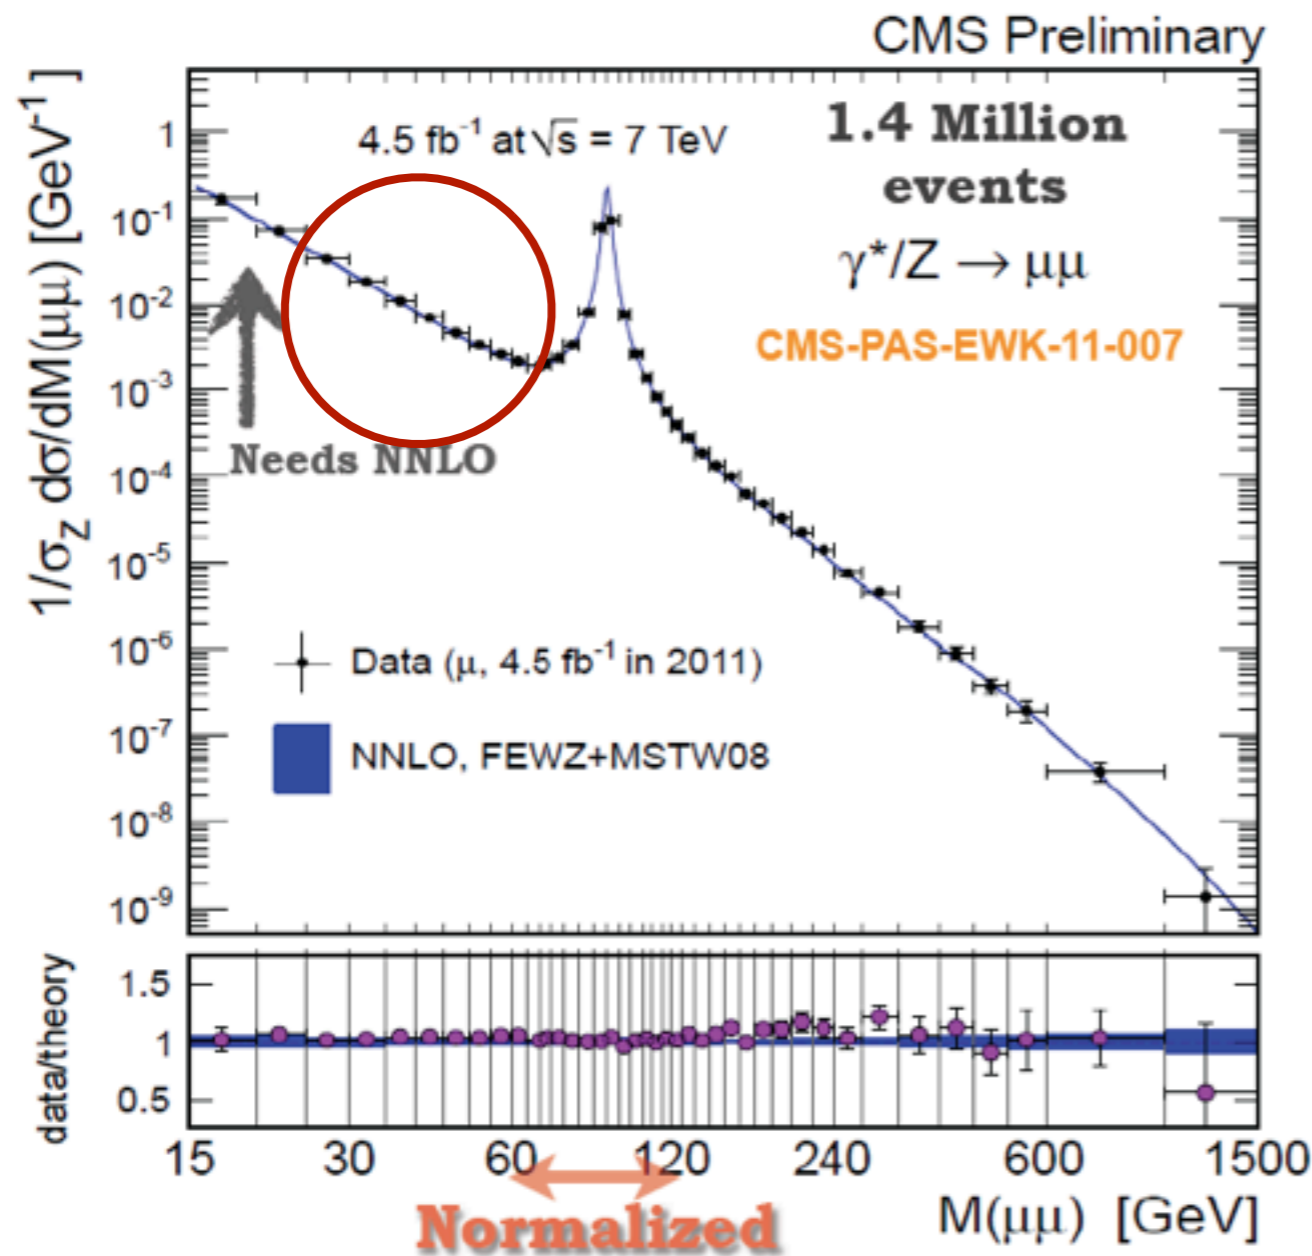 CMS Preliminary
1/σ_Z dσ/dM(μμ) [GeV⁻¹]
1
10⁻¹
10⁻²
10⁻³
10⁻⁴
10⁻⁵
10⁻⁶
10⁻⁷
10⁻⁸
10⁻⁹
4.5 fb⁻¹ at √s = 7 TeV
1.4 Million
events
γ*/Z → μμ
CMS-PAS-EWK-11-007
Needs NNLO
Data (μ, 4.5 fb⁻¹ in 2011)
NNLO, FEWZ+MSTW08
data/theory
1.5
1
0.5
15 30 60 120 240 600 1500
Normalized
M(μμ) [GeV]